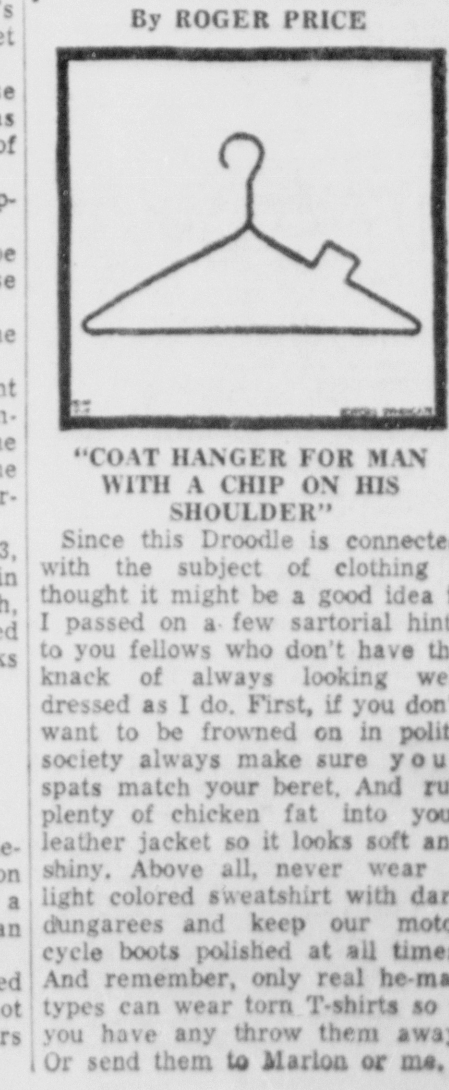 's
et
By ROGER PRICE
"COAT HANGER FOR MAN
WITH A CHIP ON HIS
SHOULDER"
Since this Droodle is connecte
with the subject of clothing
thought it might be a good idea
I passed on a few sartorial hint
to you fellows who don't have th
knack of always looking we
dressed as I do. First, if you don'
want to be frowned on in polit
society always make sure you
spats match your beret. And ru
plenty of chicken fat into you
leather jacket so it looks soft an
shiny. Above all, never wear
light colored sweatshirt with dar
dungarees and keep our moto
cycle boots polished at all time
And remember, only real he-ma
types can wear torn T-shirts so
you have any throw them away
Or send them to Marlon or me.